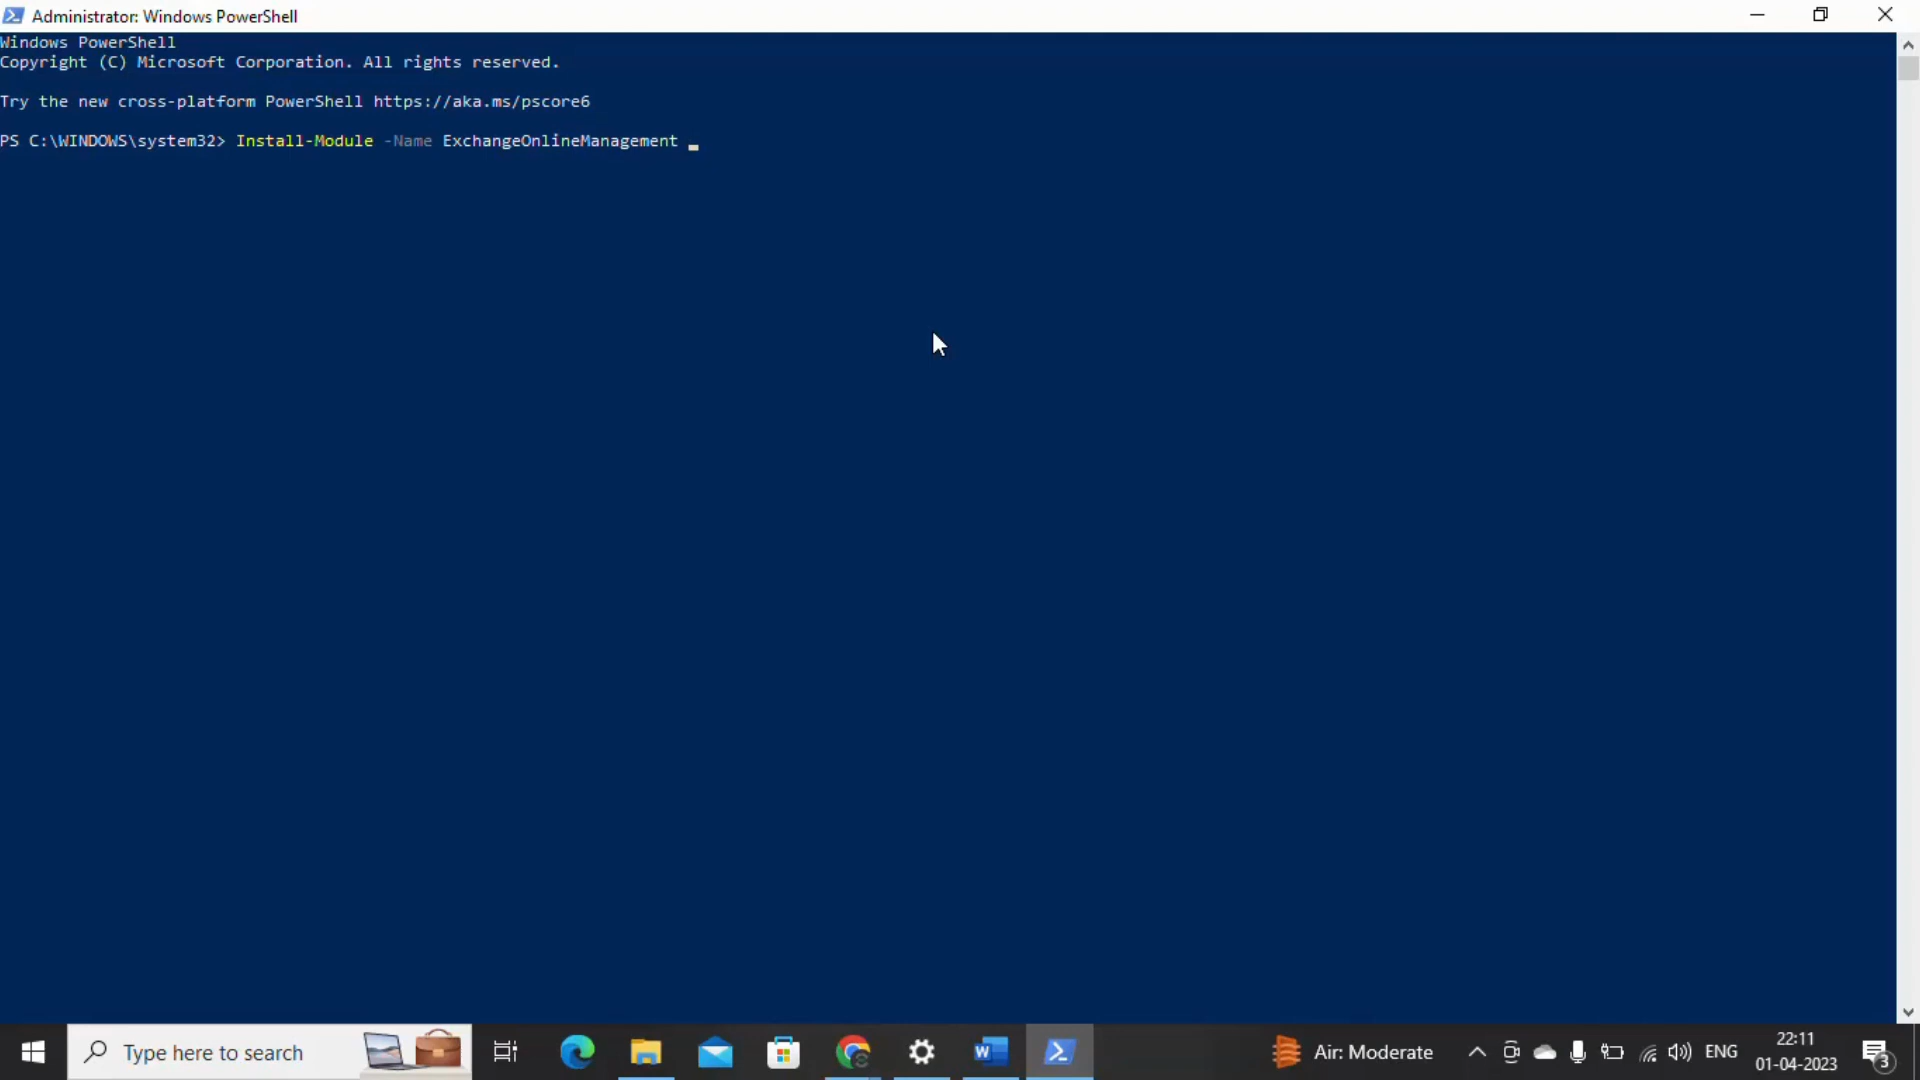 Administrator: Windows PowerShell
Windows PowerShell
Copyright (C) Microsoft Corporation. All rights reserved.
Try the new cross-platform PowerShell https://aka.ms/pscore6
PS C:\WINDOWS\system32> Install-Module -Name ExchangeOnlineManagement
Type here to search
Air: Moderate
ENG
22:11
01-04-2023
3